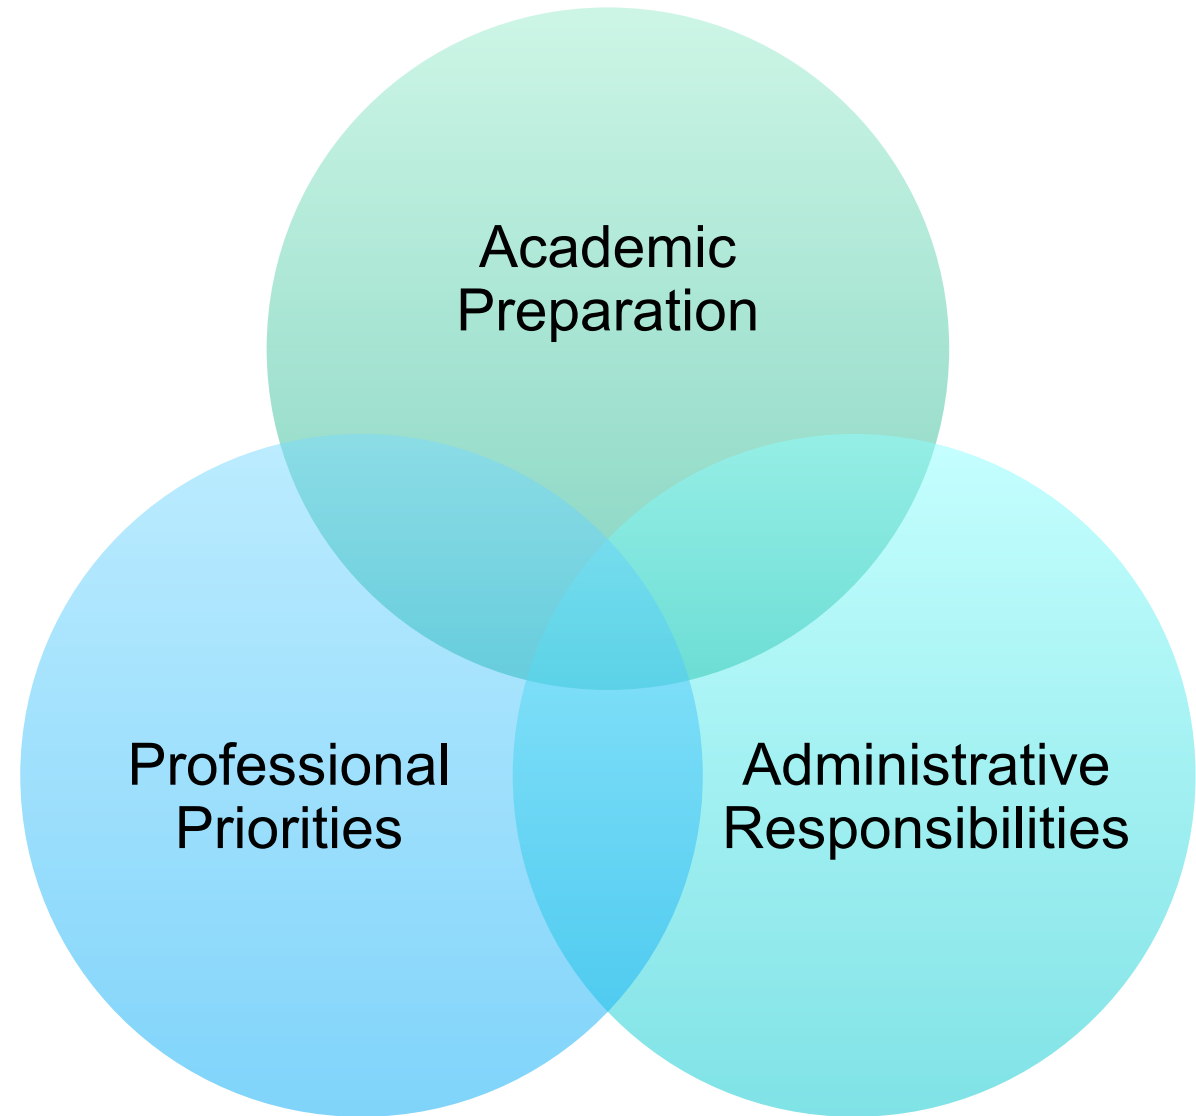 Academic
Preparation
Professional
Priorities
Administrative
Responsibilities